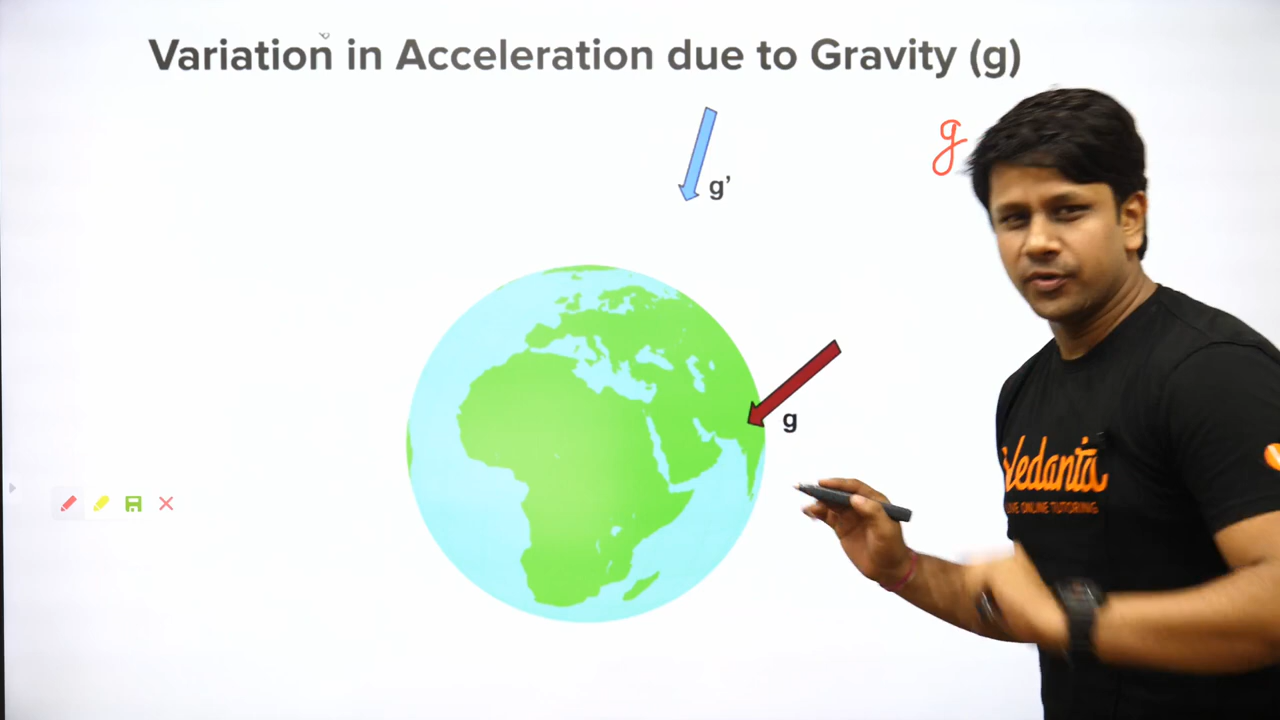 Variation in Acceleration due to Gravity (g)
g
g’
g
Vedantu
LIVE ONLINE TUTORING